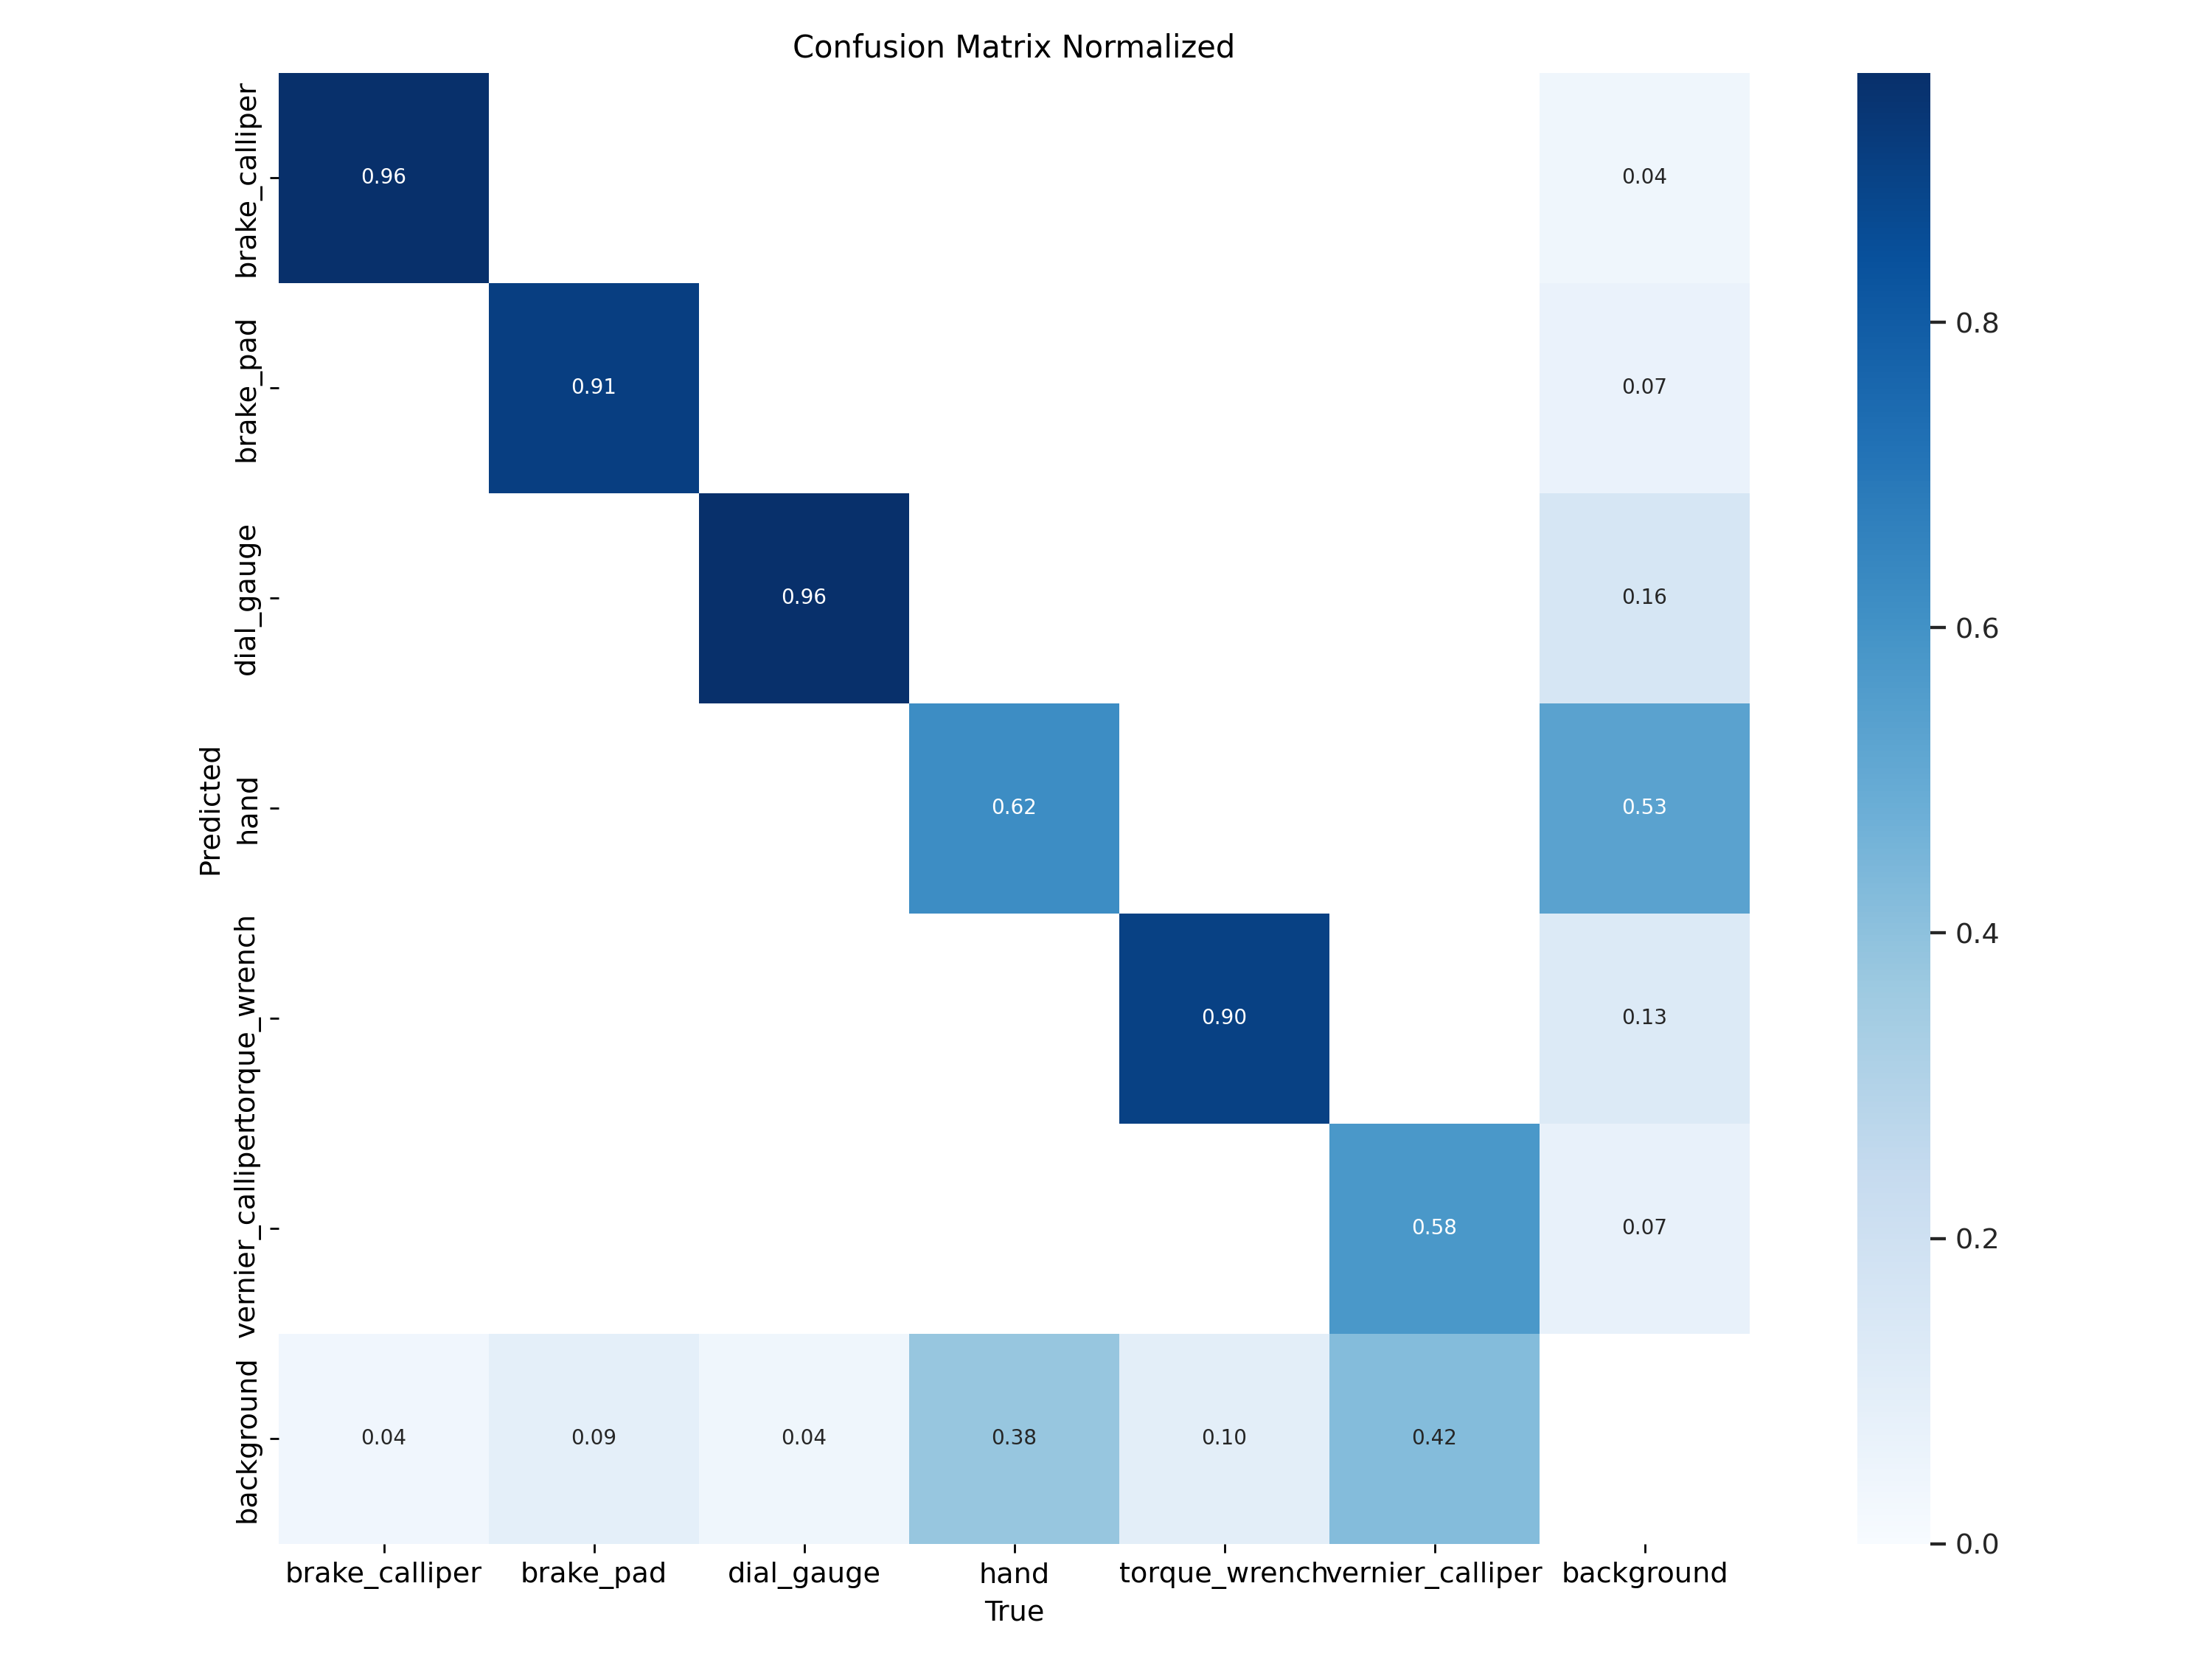 Confusion Matrix Normalized
Predicted
brake_calliper
0.96
0.04
brake_pad
0.91
0.07
0.8
dial_gauge
0.96
0.16
0.6
hand
0.62
0.53
0.4
torque_wrench
0.90
0.13
vernier_calliper
0.58
0.07
0.2
background
0.04
0.09
0.04
0.38
0.10
0.42
0.0
brake_calliper
brake_pad
dial_gauge
hand
torque_wrench
vernier_calliper
background
True